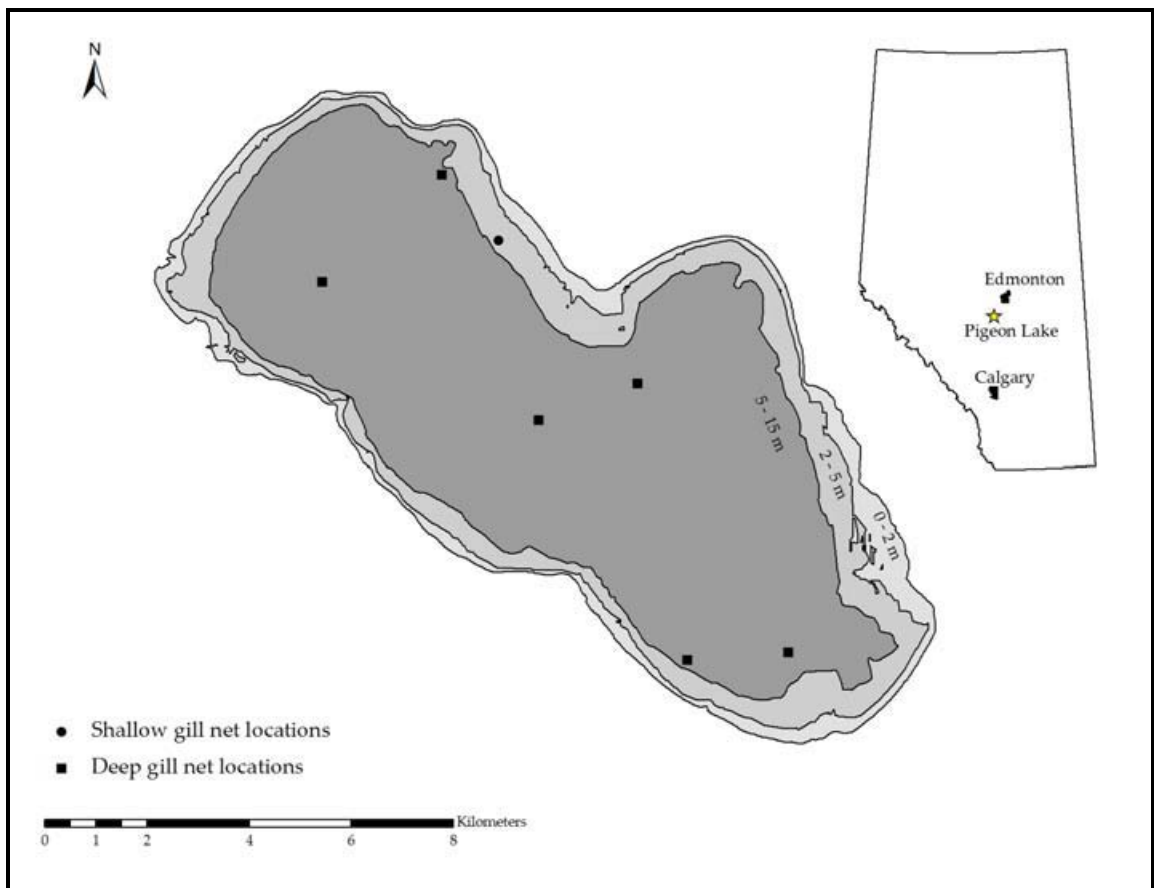 N
Edmonton
Pigeon Lake
Calgary
5 - 15 m
2 - 5 m
0 - 2 m
Shallow gill net locations
Deep gill net locations
Kilometers
0 1 2 4 6 8